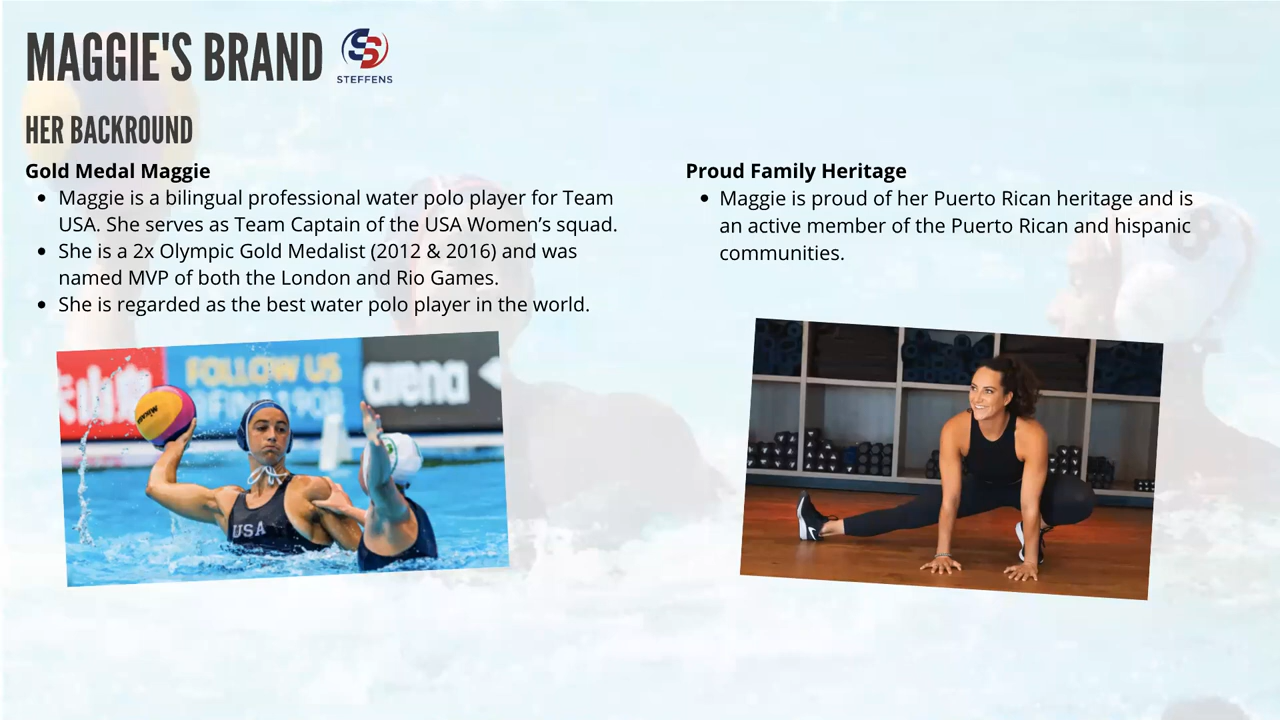 MAGGIE'S BRAND
STEFFENS
HER BACKROUND
Gold Medal Maggie
• Maggie is a bilingual professional water polo player for Team
USA. She serves as Team Captain of the USA Women’s squad.
• She is a 2x Olympic Gold Medalist (2012 & 2016) and was
named MVP of both the London and Rio Games.
• She is regarded as the best water polo player in the world.
Proud Family Heritage
• Maggie is proud of her Puerto Rican heritage and is
an active member of the Puerto Rican and hispanic
communities.
FOLLOW US
arena
MIKASA
USA